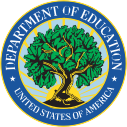 DEPARTMENT OF EDUCATION
UNITED STATES OF AMERICA